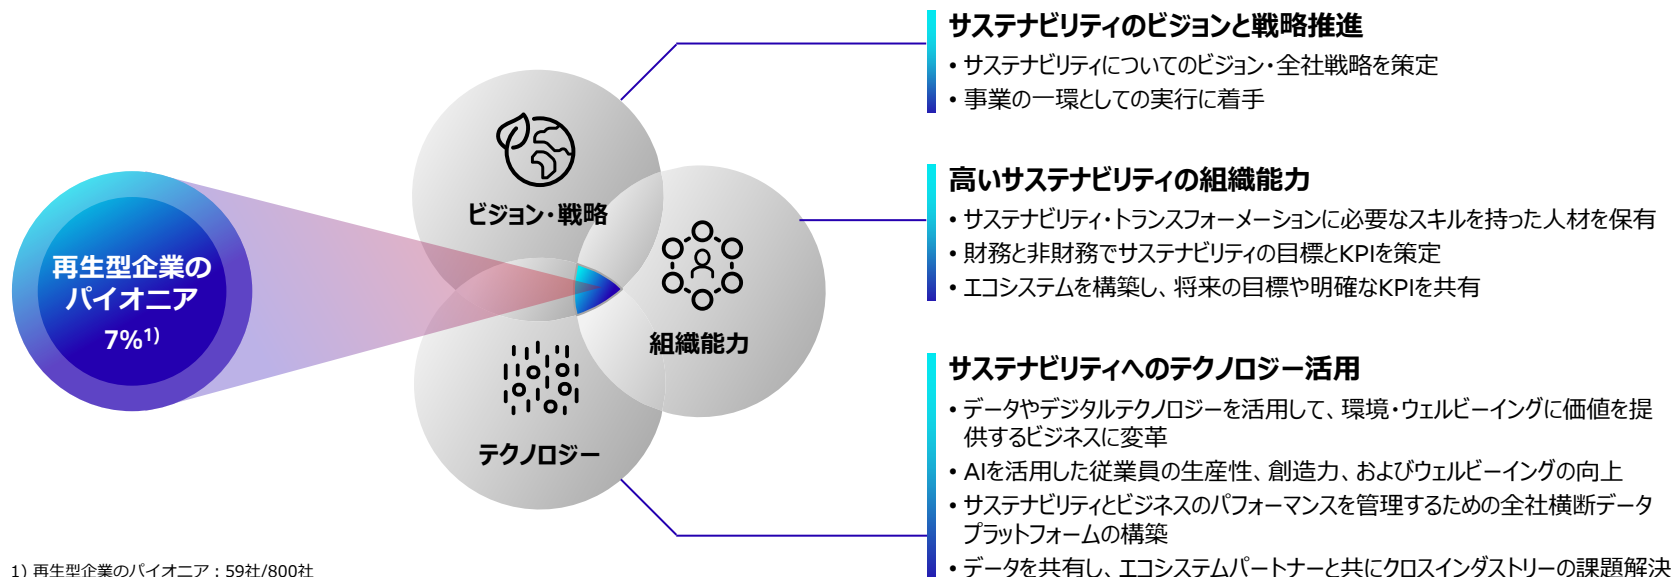 サステナビリティのビジョンと戦略推進
• サステナビリティについてのビジョン・全社戦略を策定
• 事業の一環としての実行に着手
ビジョン・戦略
高いサステナビリティの組織能力
• サステナビリティ・トランスフォーメーションに必要なスキルを持った人材を保有
• 財務と非財務でサステナビリティの目標とKPIを策定
• エコシステムを構築し、将来の目標や明確なKPIを共有
再生型企業の
パイオニア
7%1)
組織能力
テクノロジー
サステナビリティへのテクノロジー活用
• データやデジタルテクノロジーを活用して、環境・ウェルビーイングに価値を提
供するビジネスに変革
• AIを活用した従業員の生産性、創造力、およびウェルビーイングの向上
• サステナビリティとビジネスのパフォーマンスを管理するための全社横断データ
プラットフォームの構築
• データを共有し、エコシステムパートナーと共にクロスインダストリーの課題解決
1) 再生型企業のパイオニア：59社/800社